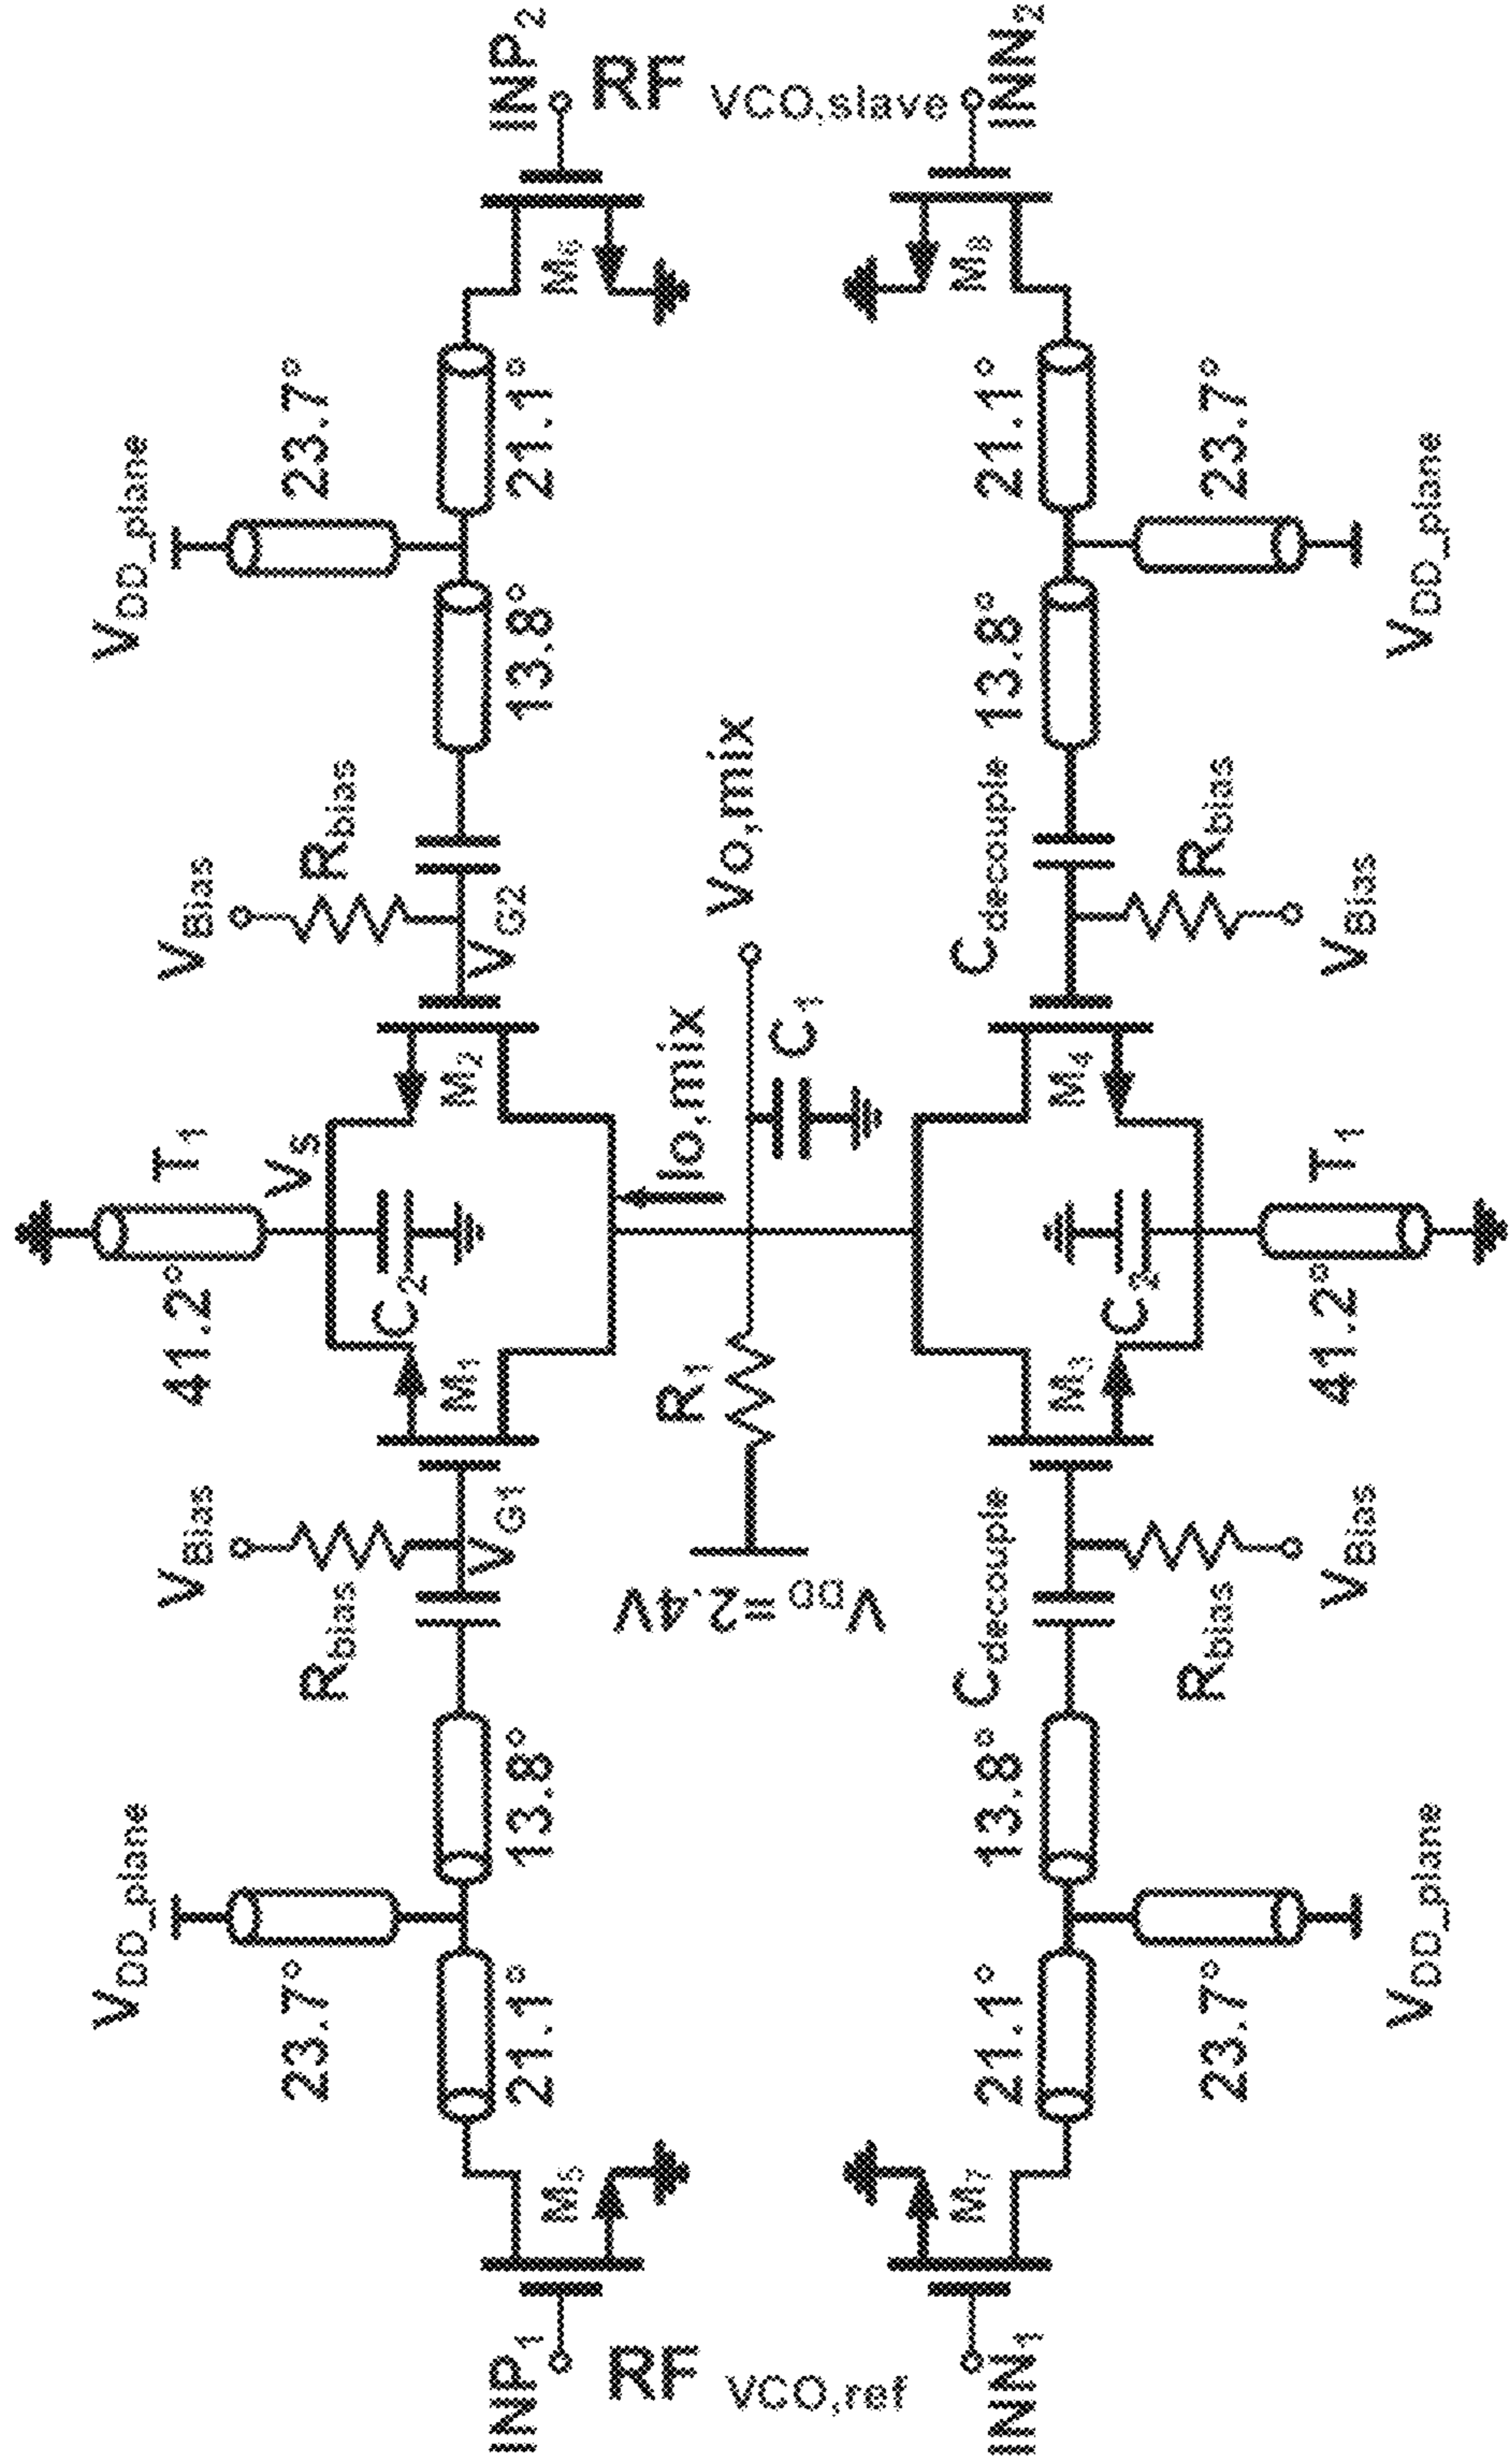 INP2
RF VCO,slave
INN2
M6
M8
VDD_plane
23.7°
21.1°
21.1°
23.7°
VDD_plane
13.8°
13.8°
VBias
Rbias
VG2
Vo,mix
Cdecouple
Rbias
VBias
T1
VS
M2
Io,mix
C1
M4
T1
41.2°
C2
M1
R1
M3
C2
41.2°
VBias
Rbias
VG1
VDD=2.4V
Cdecouple
Rbias
VBias
VDD_plane
13.8°
13.8°
VDD_plane
23.7°
21.1°
21.1°
23.7°
M5
M7
INP1
RF VCO,ref
INN1